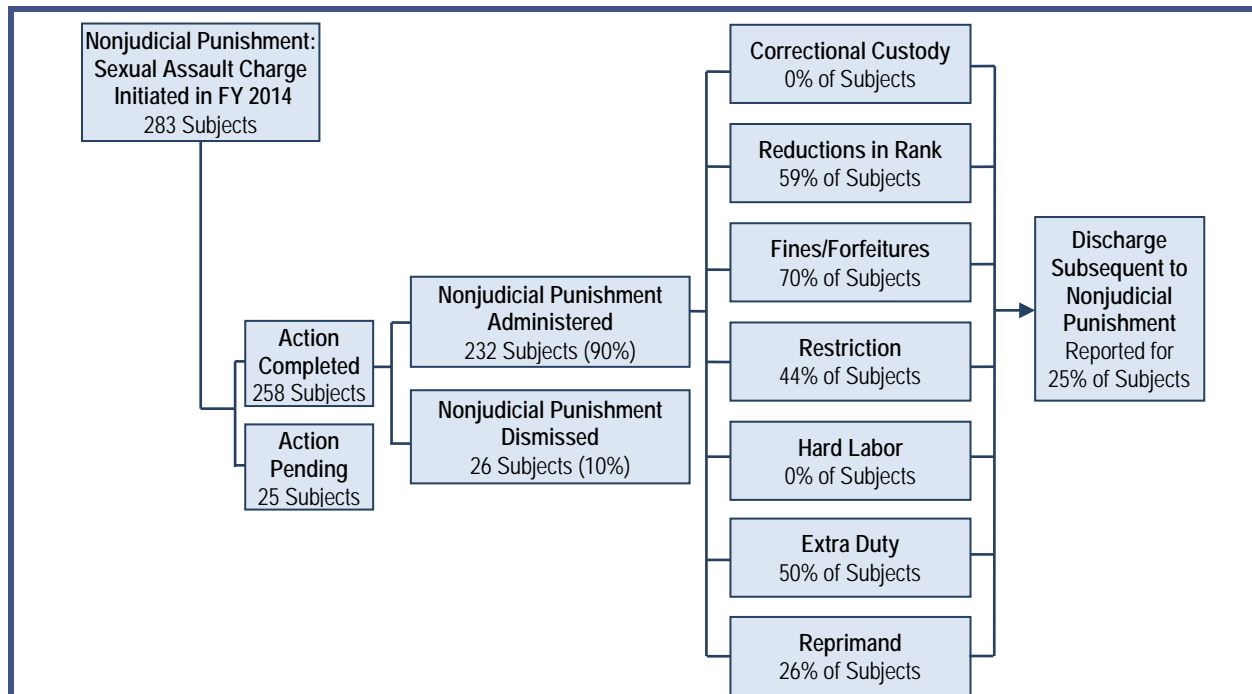 Nonjudicial Punishment:
Sexual Assault Charge
Initiated in FY 2014
283 Subjects
Action
Completed
258 Subjects
Action
Pending
25 Subjects
Nonjudicial Punishment
Administered
232 Subjects (90%)
Nonjudicial Punishment
Dismissed
26 Subjects (10%)
Correctional Custody
0% of Subjects
Reductions in Rank
59% of Subjects
Fines/Forfeitures
70% of Subjects
Restriction
44% of Subjects
Hard Labor
0% of Subjects
Extra Duty
50% of Subjects
Reprimand
26% of Subjects
Discharge
Subsequent to
Nonjudicial
Punishment
Reported for
25% of Subjects